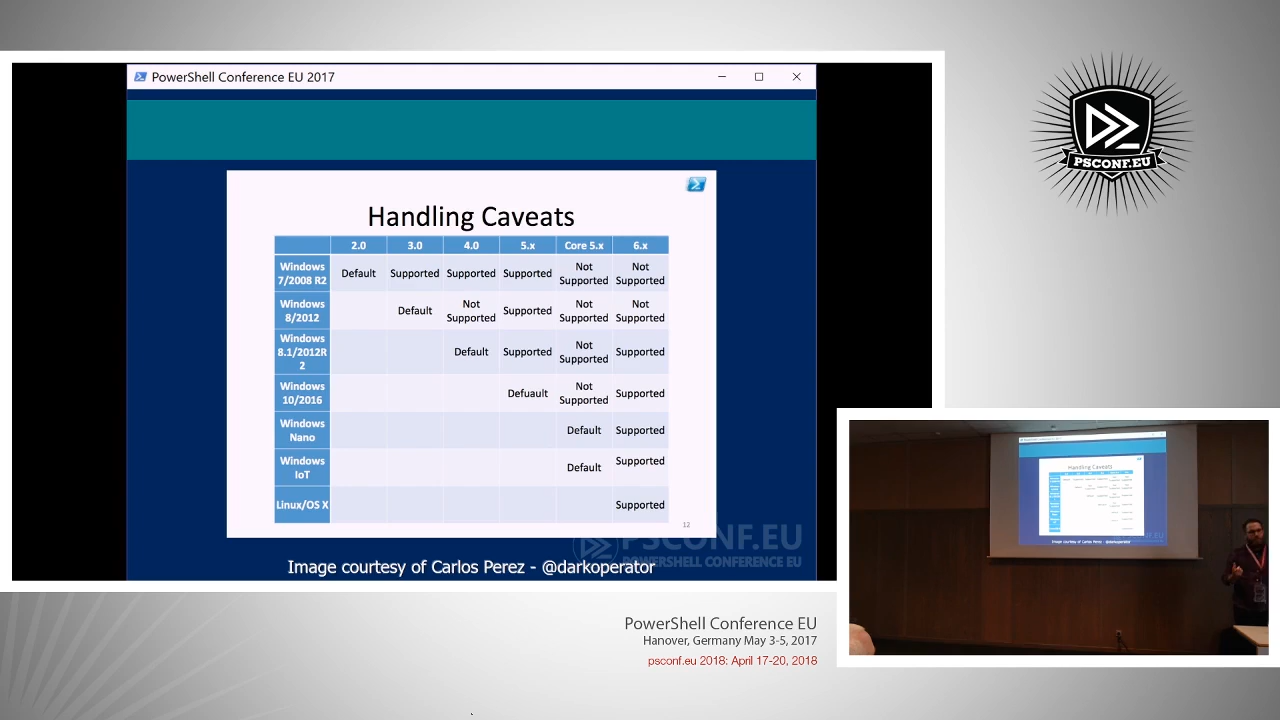 PowerShell Conference EU 2017
PSCONF.EU
Handling Caveats
2.0 3.0 4.0 5.x Core 5.x 6.x
Windows 7/2008 R2 Default Supported Supported Supported Not Supported Not Supported
Windows 8/2012 Default Not Supported Supported Not Supported Not Supported
Windows 8.1/2012R 2 Default Supported Not Supported Supported
Windows 10/2016 Defuault Not Supported Supported
Windows Nano Default Supported
Windows IoT Default Supported
Linux/OS X Supported
12
PSCONF.EU
POWERSHELL CONFERENCE EU
Image courtesy of Carlos Perez - @darkoperator
Handling Caveats
PowerShell Conference EU
Hanover, Germany May 3-5, 2017
psconf.eu 2018: April 17-20, 2018